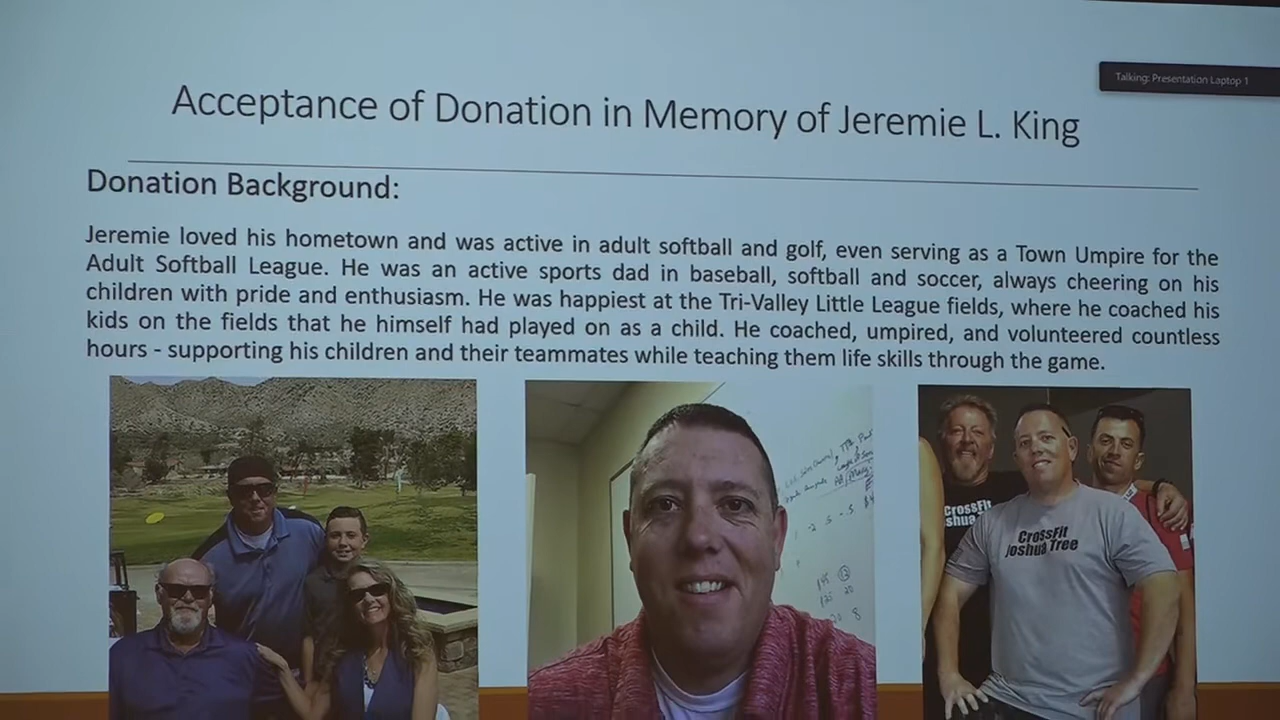 Talking: Presentation Laptop 1
Acceptance of Donation in Memory of Jeremie L. King
Donation Background:
Jeremie loved his hometown and was active in adult softball and golf, even serving as a Town Umpire for the
Adult Softball League. He was an active sports dad in baseball, softball and soccer, always cheering on his
children with pride and enthusiasm. He was happiest at the Tri-Valley Little League fields, where he coached his
kids on the fields that he himself had played on as a child. He coached, umpired, and volunteered countless
hours - supporting his children and their teammates while teaching them life skills through the game.
CrossFit
CrossFit
Joshua Tree